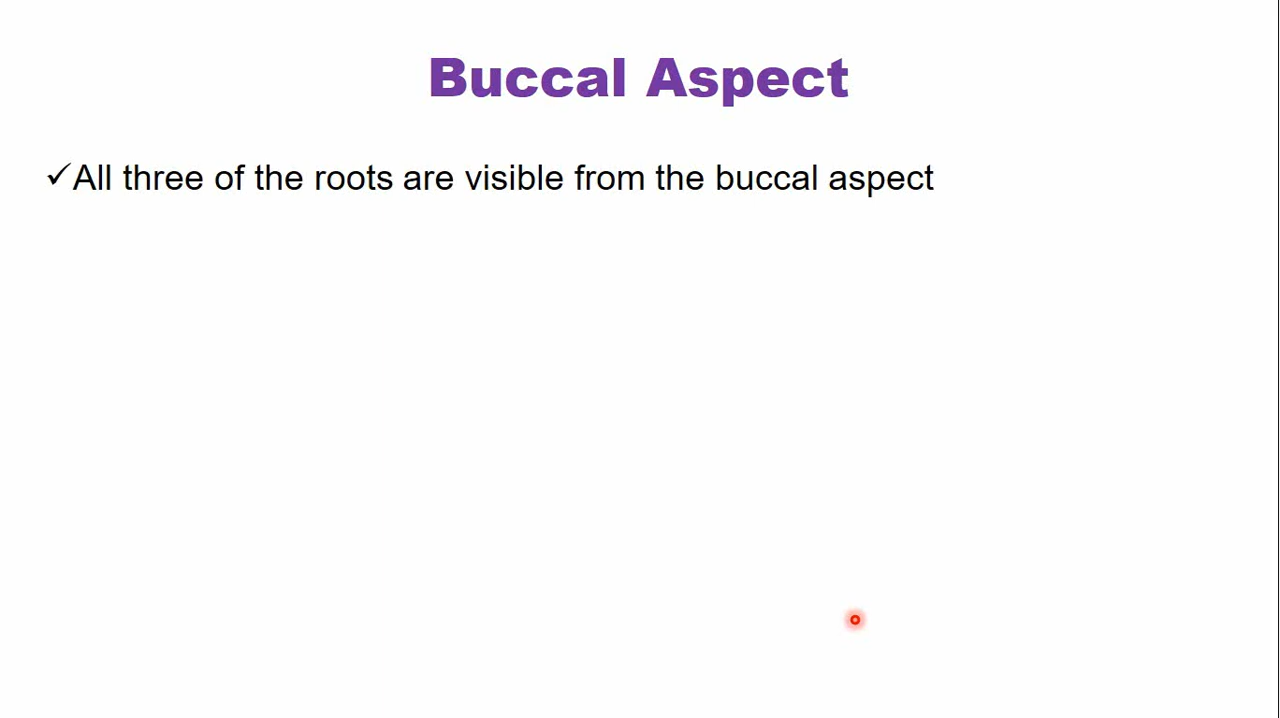 Buccal Aspect
✓All three of the roots are visible from the buccal aspect